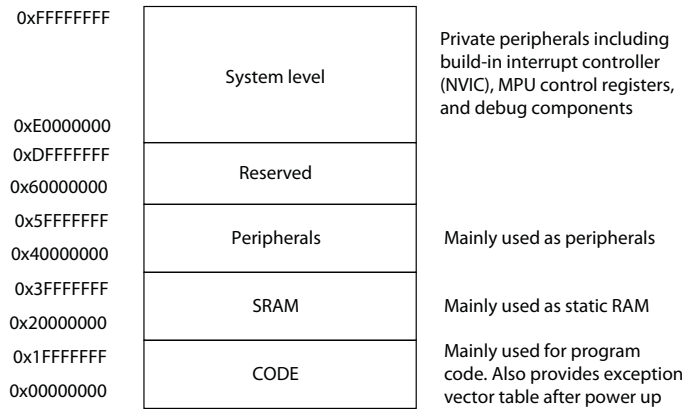 0xFFFFFFFF
System level
Private peripherals including
build-in interrupt controller
(NVIC), MPU control registers,
and debug components
0xE0000000
0xDFFFFFFF
Reserved
0x60000000
0x5FFFFFFF
Peripherals
Mainly used as peripherals
0x40000000
0x3FFFFFFF
SRAM
Mainly used as static RAM
0x20000000
0x1FFFFFFF
CODE
Mainly used for program
code. Also provides exception
vector table after power up
0x00000000